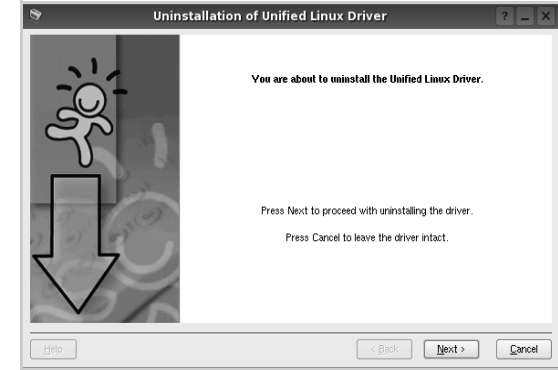 Uninstallation of Unified Linux Driver
You are about to uninstall the Unified Linux Driver.
Press Next to proceed with uninstalling the driver.
Press Cancel to leave the driver intact.
Help
< Back
Next >
Cancel